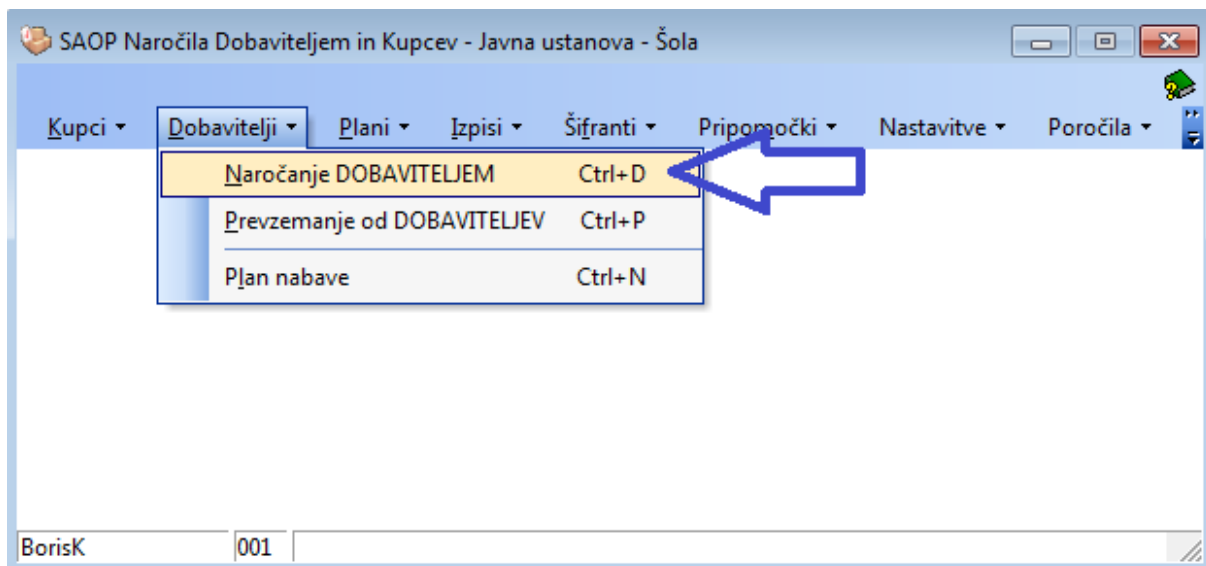 SAOP Naročila Dobaviteljem in Kupcev - Javna ustanova - Šola
Kupci Dobavitelji Plani Izpisi Šifranti Pripomočki Nastavitve Poročila
Naročanje DOBAVITELJEM Ctrl+D
Prevzemanje od DOBAVITELJEV Ctrl+P
Plan nabave Ctrl+N
BorisK 001